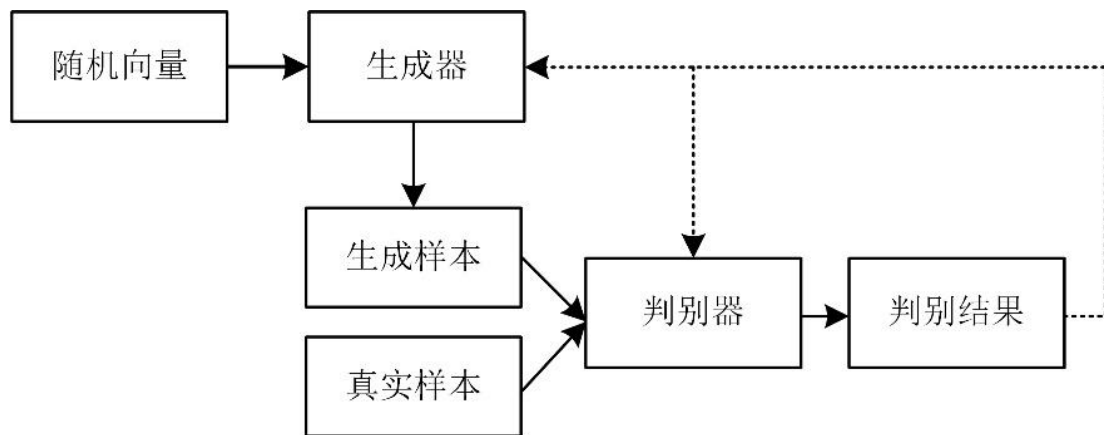 随机向量
生成器
生成样本
判别器
判别结果
真实样本